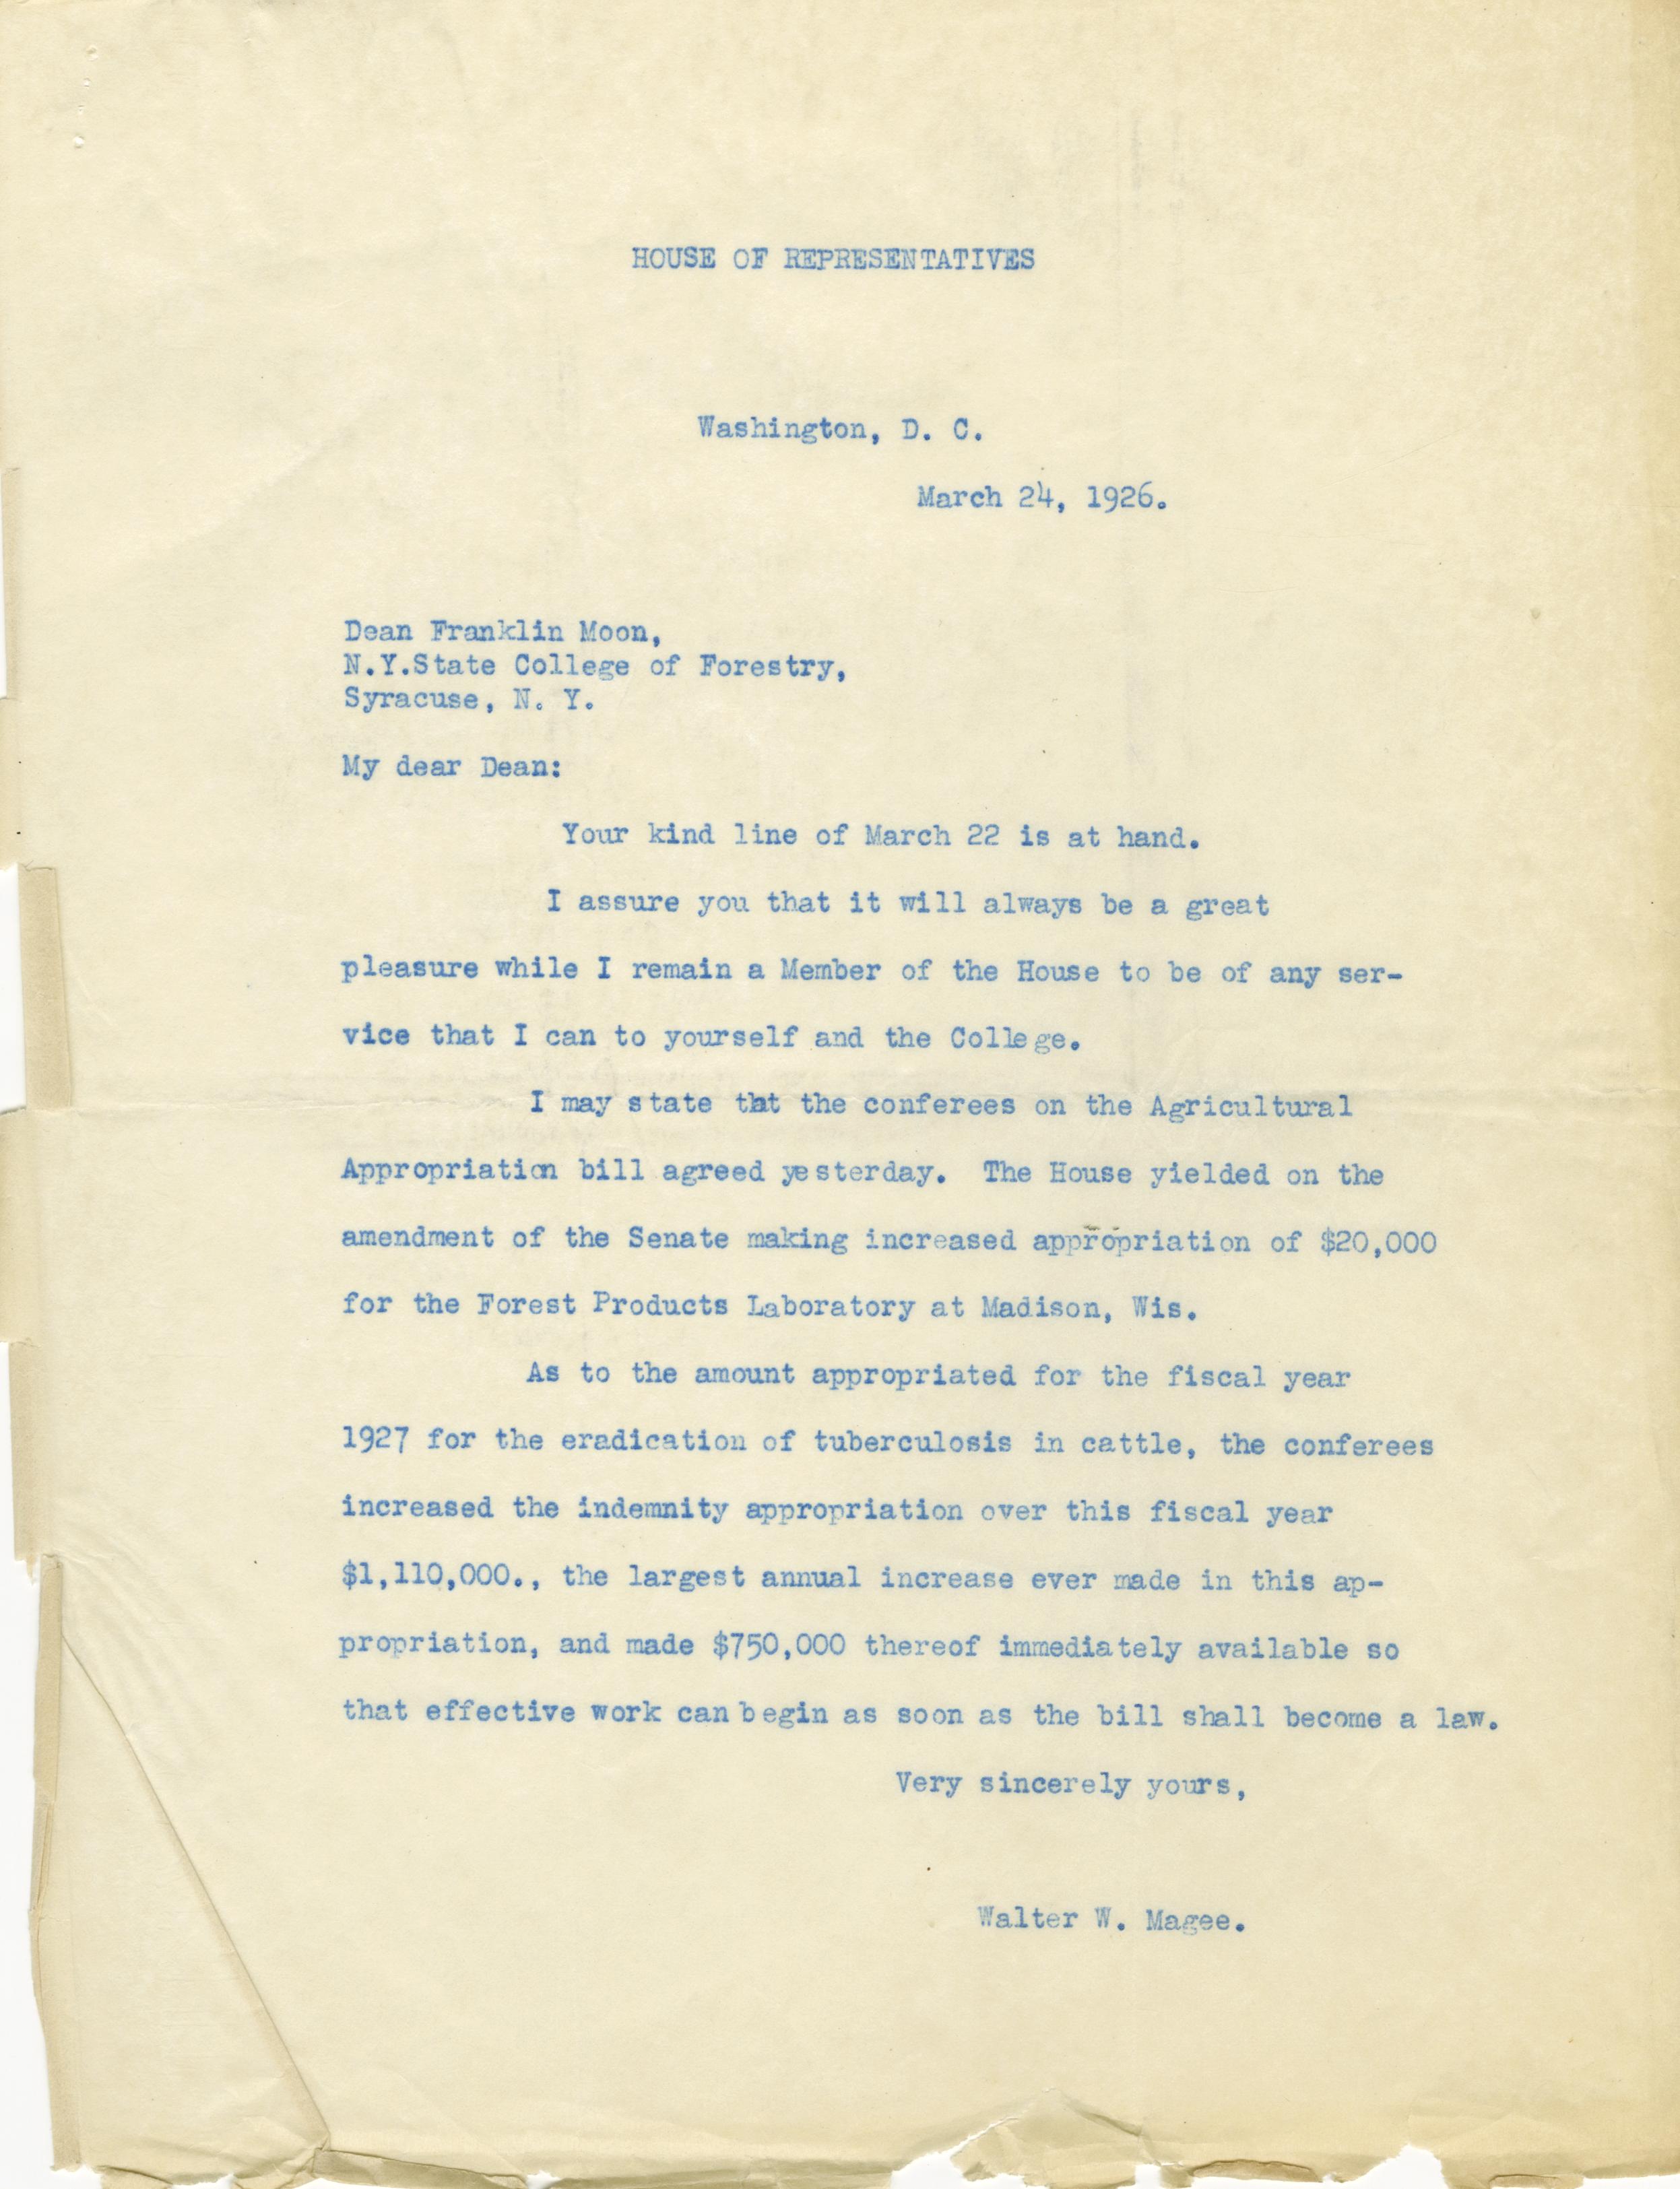 HOUSE OF REPRESENTATIVES
Washington, D. C.
March 24, 1926.
Dean Franklin Moon,
N.Y.State College of Forestry,
Syracuse, N. Y.
My dear Dean:
Your kind line of March 22 is at hand.
I assure you that it will always be a great
pleasure while I remain a Member of the House to be of any ser-
vice that I can to yourself and the College.
I may state that the conferees on the Agricultural
Appropriation bill agreed yesterday. The House yielded on the
amendment of the Senate making increased appropriation of $20,000
for the Forest Products Laboratory at Madison, Wis.
As to the amount appropriated for the fiscal year
1927 for the eradication of tuberculosis in cattle, the conferees
increased the indemnity appropriation over this fiscal year
$1,110,000., the largest annual increase ever made in this ap-
propriation, and made $750,000 thereof immediately available so
that effective work can begin as soon as the bill shall become a law.
Very sincerely yours,
Walter W. Magee.